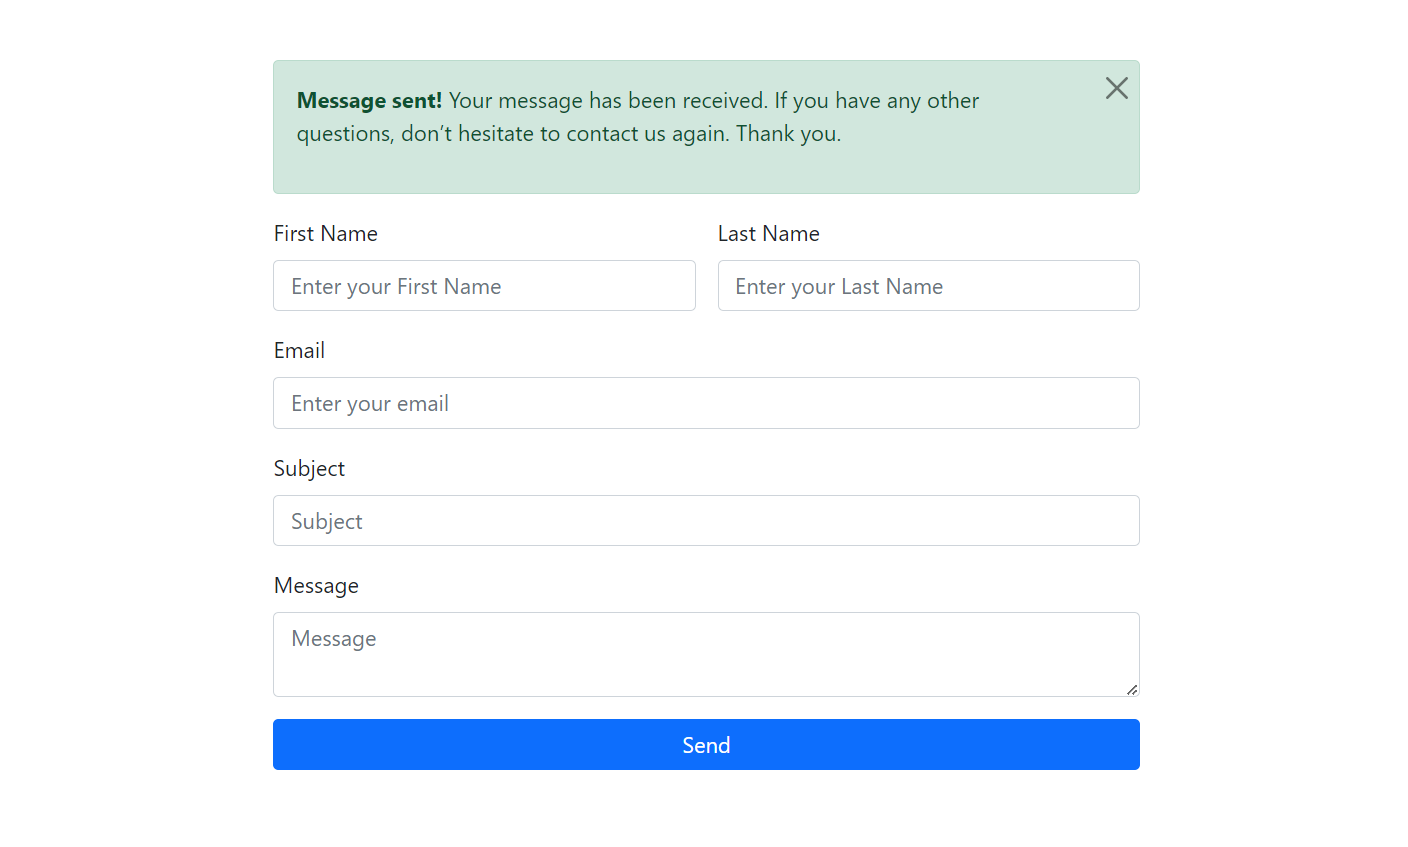 Message sent! Your message has been received. If you have any other
questions, don’t hesitate to contact us again. Thank you.
First Name
Last Name
Enter your First Name
Enter your Last Name
Email
Enter your email
Subject
Subject
Message
Message
Send